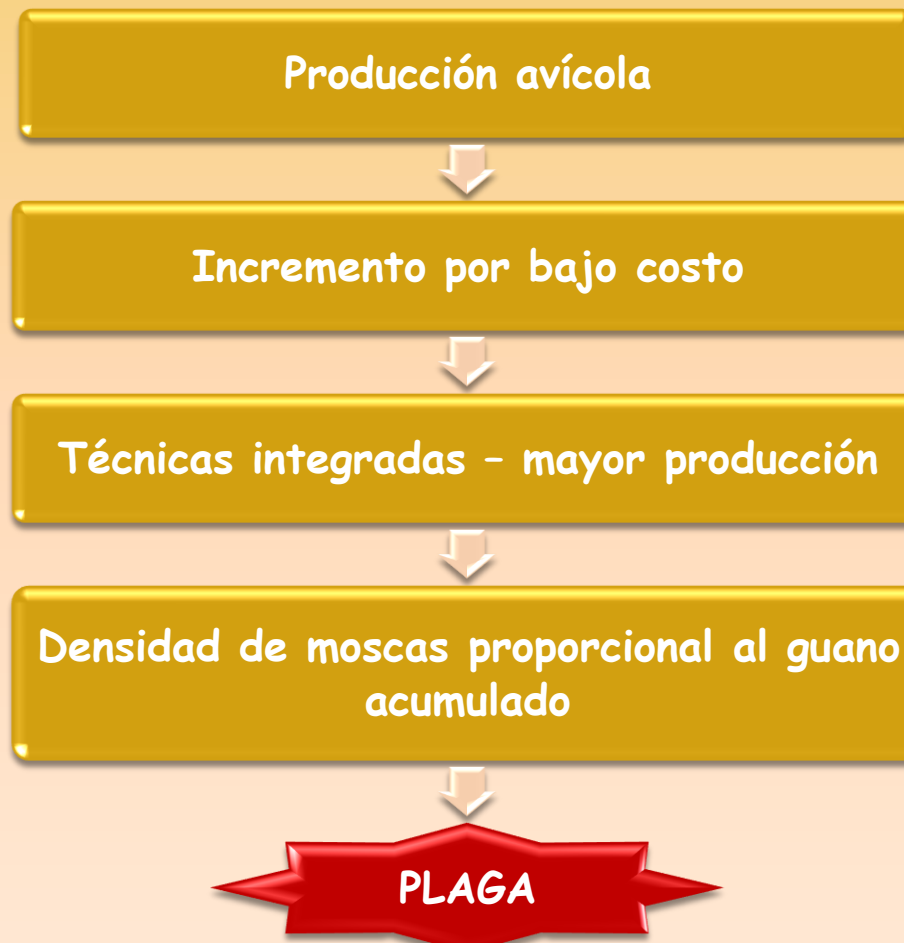 Producción avícola
Incremento por bajo costo
Técnicas integradas – mayor producción
Densidad de moscas proporcional al guano
acumulado
PLAGA